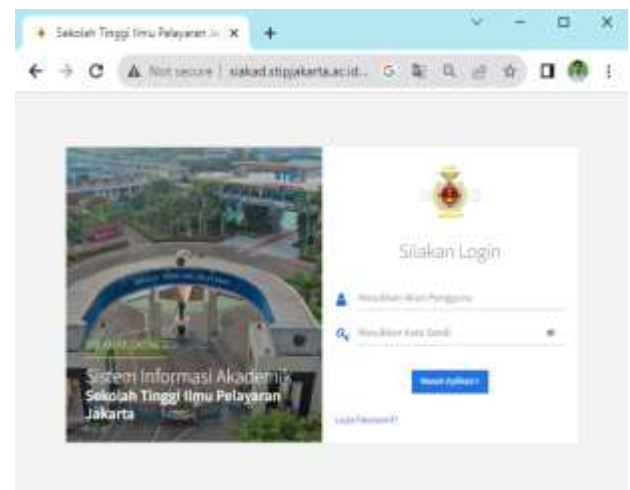 Sekolah Tinggi Ilmu Pelayaran
Not secure | siakad.stipjakarta.ac.id
Silakan Login
Masukkan Akun Pengguna
Masukkan Kata Sandi
Masuk Aplikasi
Lupa Password?
Sistem Informasi Akademik
Sekolah Tinggi Ilmu Pelayaran
Jakarta